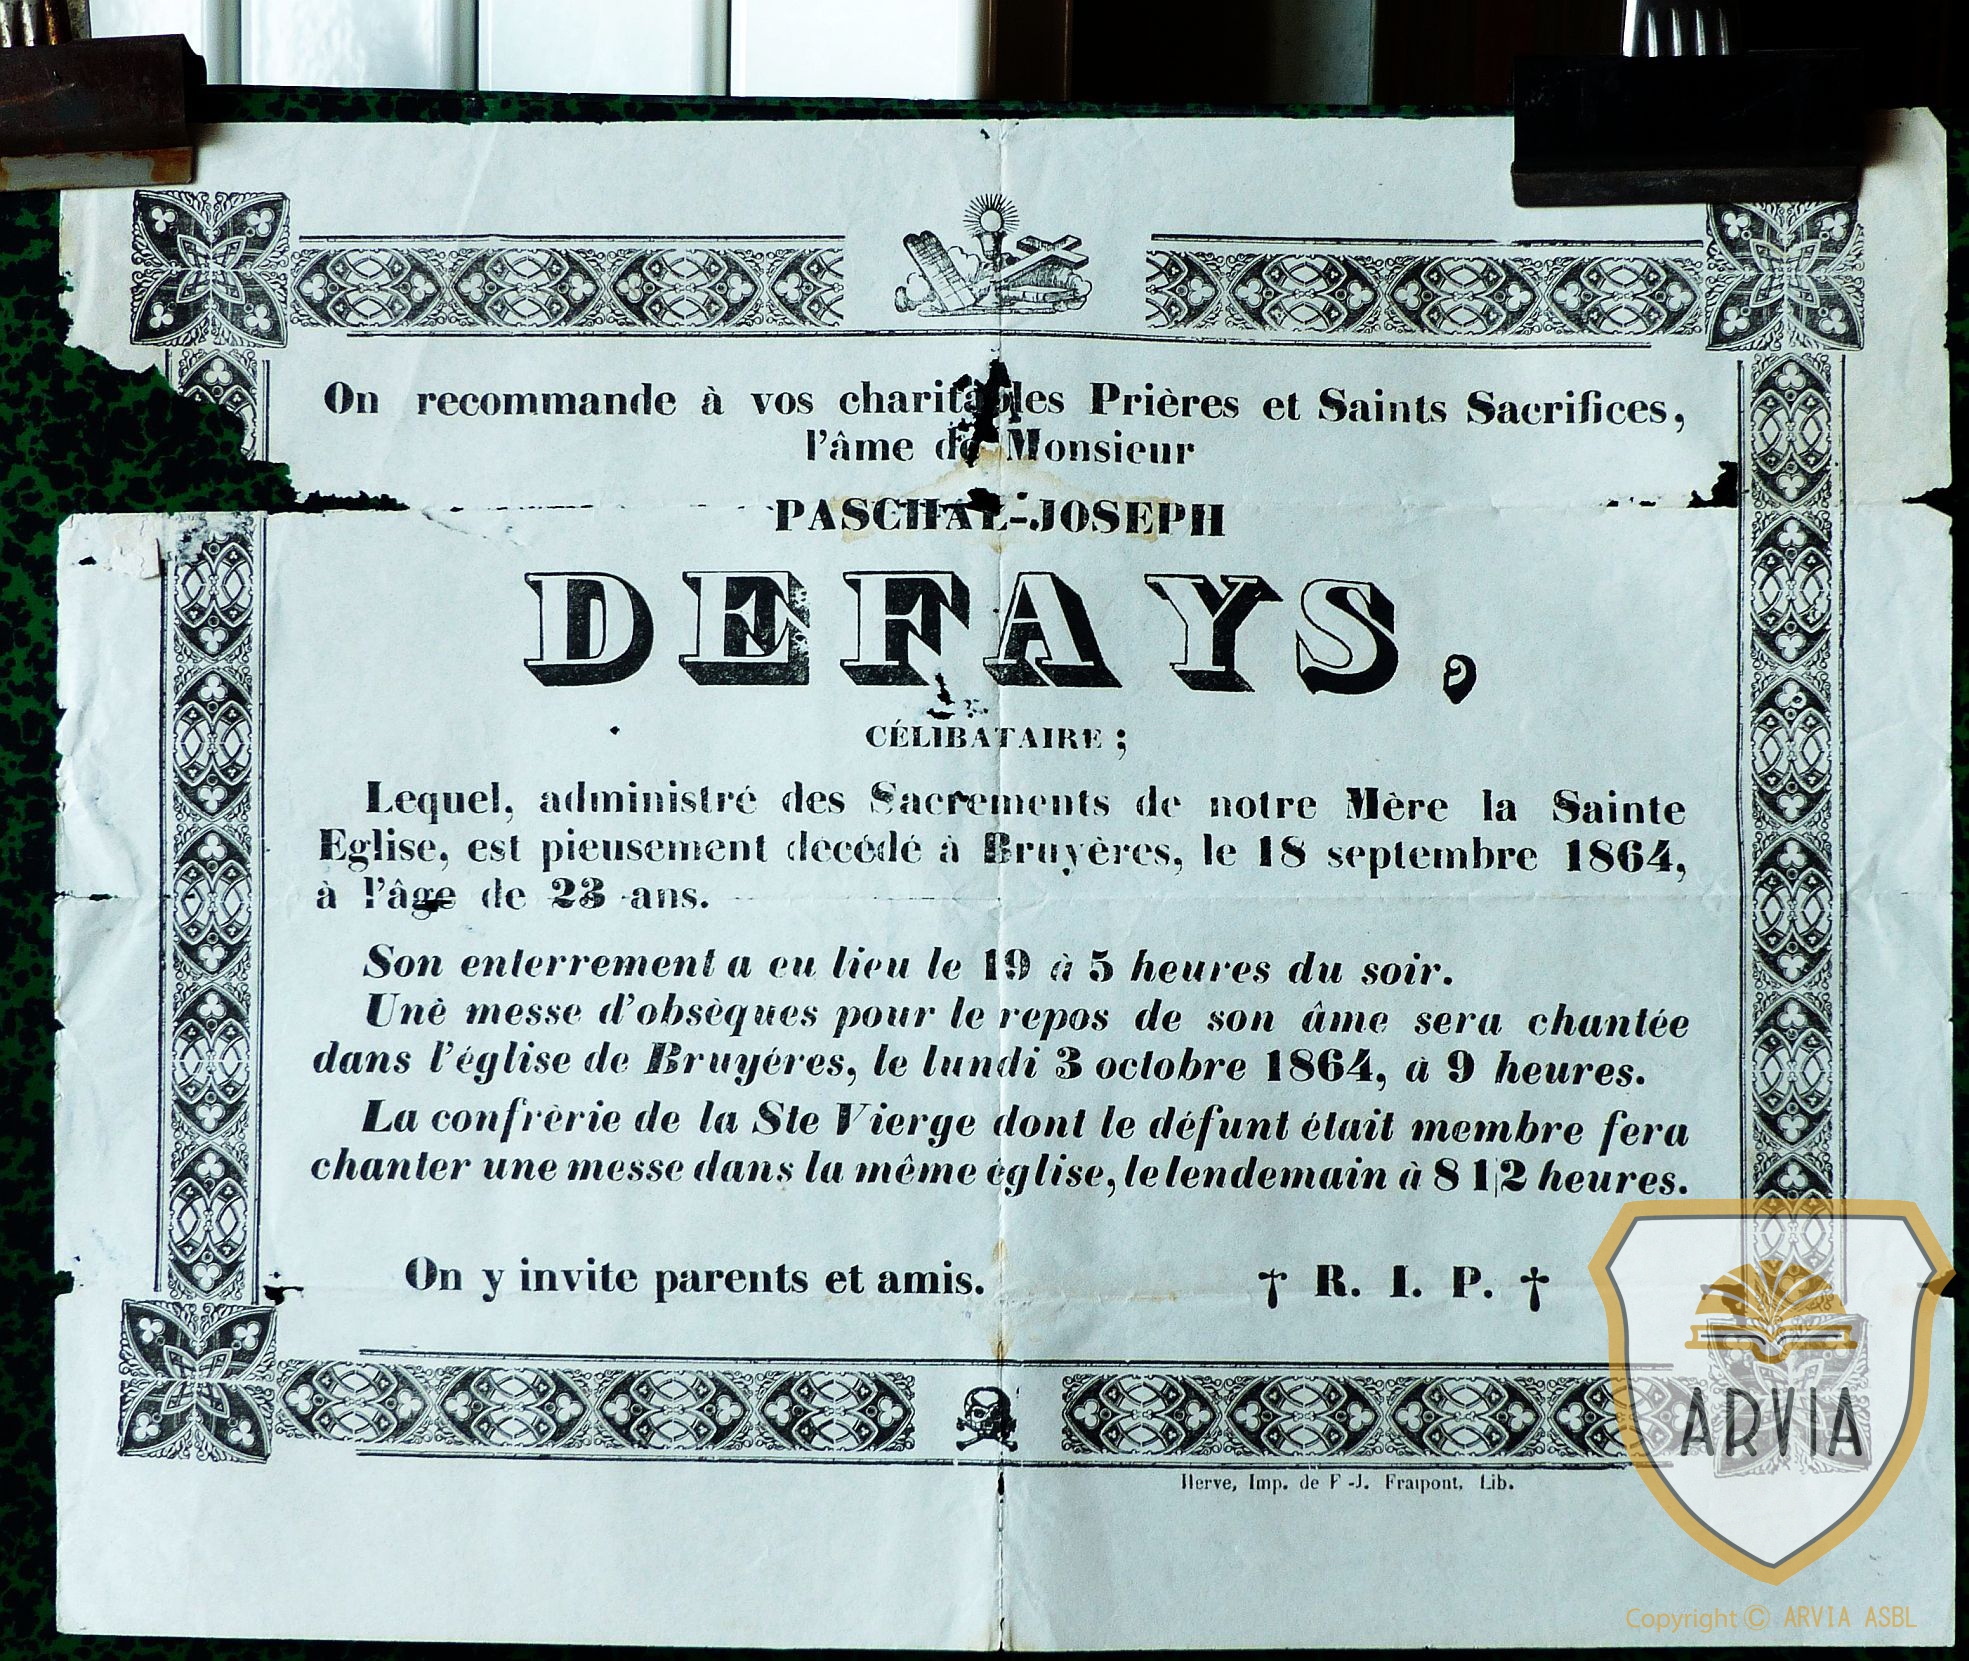 On recommande à vos charitables Prières et Saints Sacrifices,
l'âme de Monsieur
PASCHAL-JOSEPH
DEFAYS,
CÉLIBATAIRE ;
Lequel, administré des Sacrements de notre Mère la Sainte
Eglise, est pieusement décédé à Bruyères, le 18 septembre 1864,
à l'âge de 23 ans.
Son enterrement a eu lieu le 19 à 5 heures du soir.
Unè messe d'obsèques pour le repos de son âme sera chantée
dans l'église de Bruyéres, le lundi 3 octobre 1864, à 9 heures.
La confrèrie de la Ste Vierge dont le défunt était membre fera
chanter une messe dans la même église, le lendemain à 8 1|2 heures.
On y invite parents et amis. † R. I. P. †
Herve, Imp. de F-J. Fraipont, Lib.
ARVIA
Copyright © ARVIA ASBL